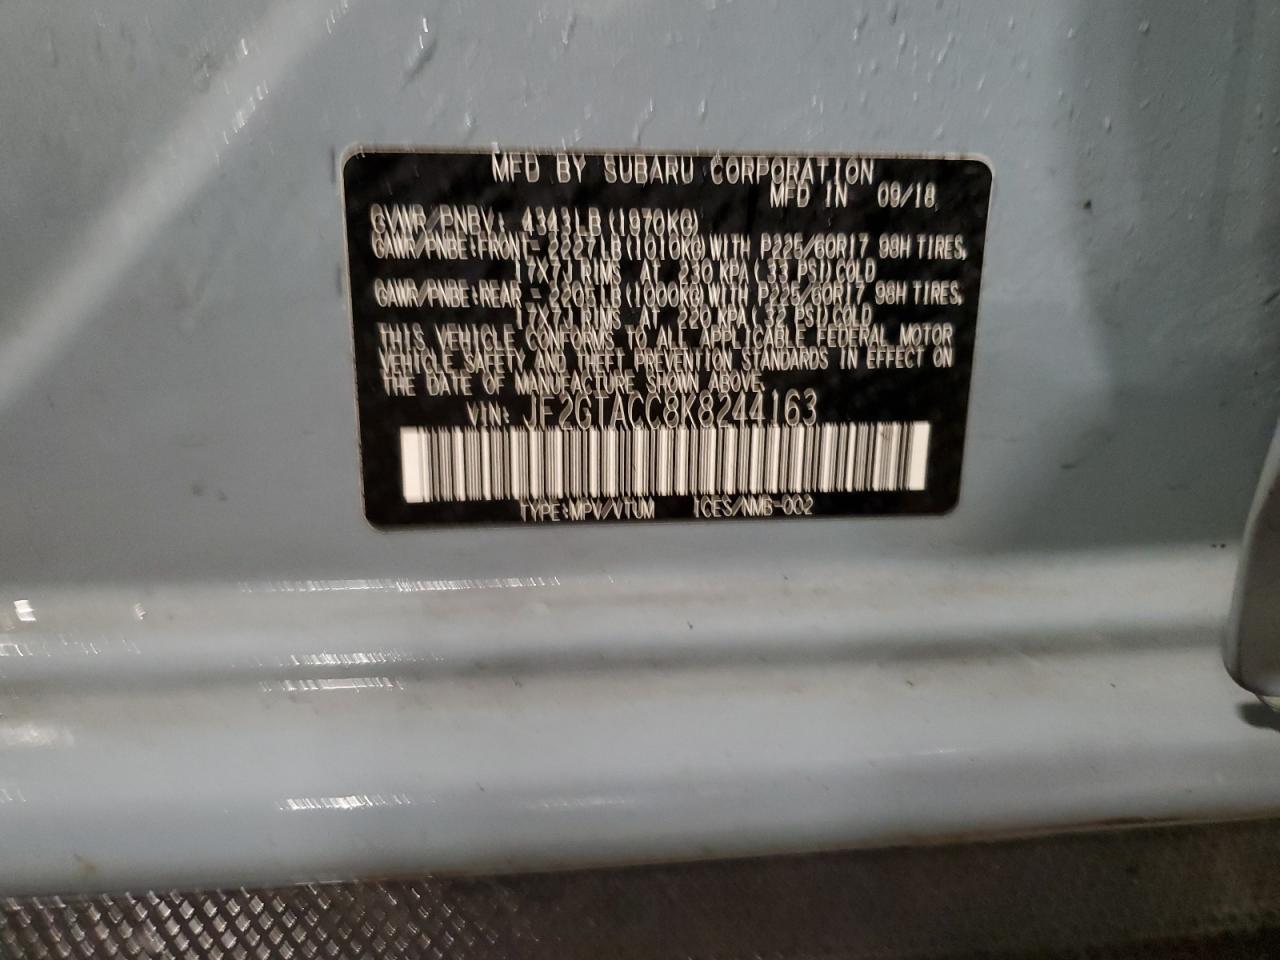 MFD BY SUBARU CORPORATION
MFD IN 09/18
GVWR/PNBV: 4343LB(1970KG)
GAWR/PNBE:FRONT- 2227LB(1010KG)WITH P225/60R17 98H TIRES,
17X7J RIMS AT 230 KPA(33 PSI)COLD
GAWR/PNBE:REAR - 2205LB(1000KG)WITH P225/60R17 98H TIRES,
17X7J RIMS AT 220 KPA(32 PSI)COLD
THIS VEHICLE CONFORMS TO ALL APPLICABLE FEDERAL MOTOR
VEHICLE SAFETY AND THEFT PREVENTION STANDARDS IN EFFECT ON
THE DATE OF MANUFACTURE SHOWN ABOVE.
VIN: JF2GTACC8K8244163
TYPE:MPV/VTUM ICES/NMB-002